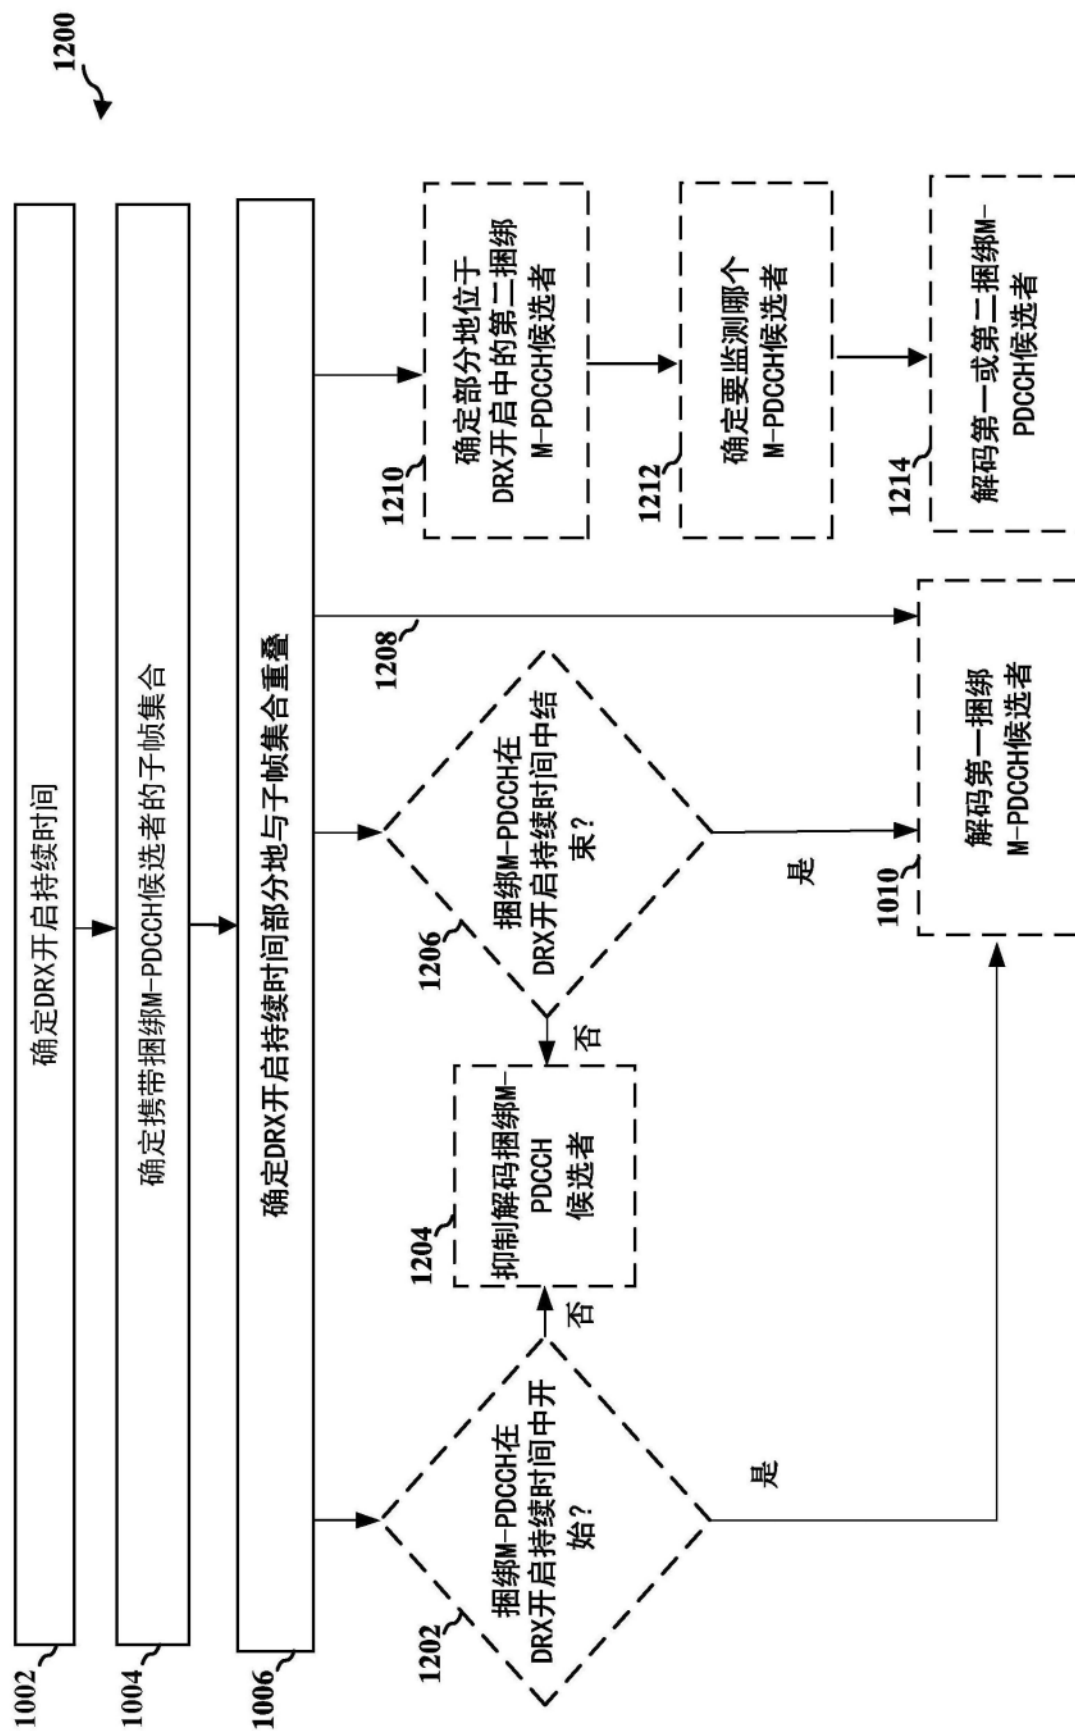 1200
1002
确定DRX开启持续时间
1004
确定携带捆绑M-PDCCH候选者的子帧集合
1006
确定DRX开启持续时间部分地与子帧集合重叠
1202
捆绑M-PDCCH在
DRX开启持续时间中开
始?
否
是
1204
抑制解码捆绑M-
PDCCH
候选者
1206
捆绑M-PDCCH在
DRX开启持续时间中结
束?
否
是
1208
1010
解码第一捆绑
M-PDCCH候选者
1210
确定部分地位于
DRX开启中的第二捆绑
M-PDCCH候选者
1212
确定要监测哪个
M-PDCCH候选者
1214
解码第一或第二捆绑M-
PDCCH候选者